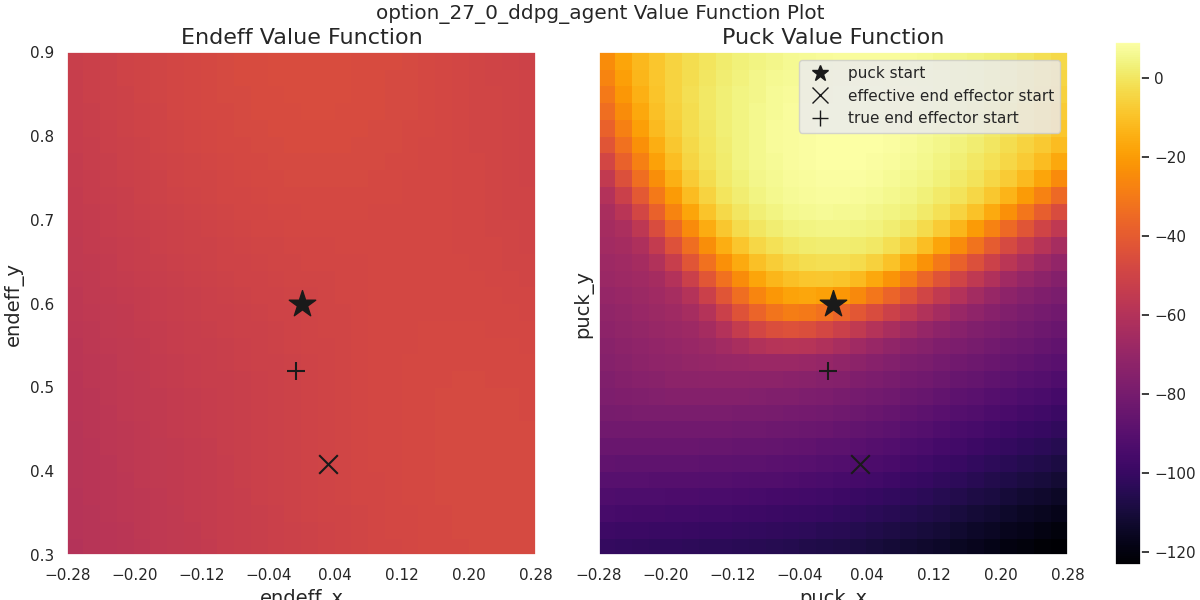 option_27_0_ddpg_agent Value Function Plot
Endeff Value Function
Puck Value Function
puck start
effective end effector start
true end effector start
0.9
0.8
0.7
0.6
0.5
0.4
0.3
endeff_y
−0.28 −0.20 −0.12 −0.04 0.04 0.12 0.20 0.28
endeff_x
puck_y
−0.28 −0.20 −0.12 −0.04 0.04 0.12 0.20 0.28
puck_x
0
−20
−40
−60
−80
−100
−120